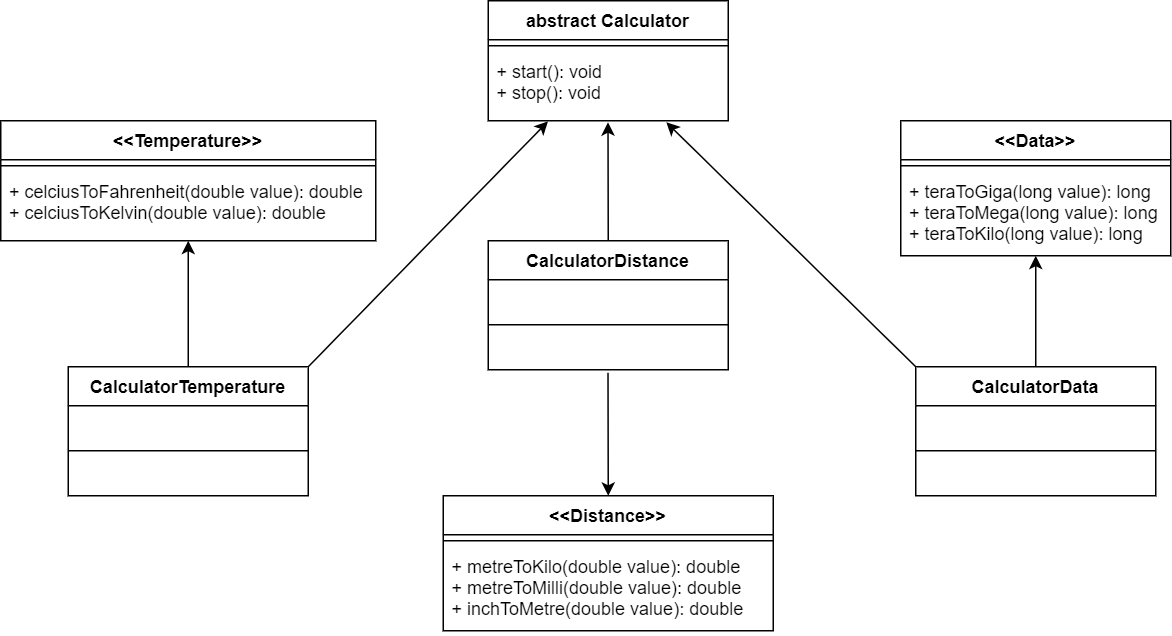 abstract Calculator
+ start(): void
+ stop(): void
<<Temperature>>
+ celciusToFahrenheit(double value): double
+ celciusToKelvin(double value): double
<<Data>>
+ teraToGiga(long value): long
+ teraToMega(long value): long
+ teraToKilo(long value): long
CalculatorDistance
CalculatorTemperature
CalculatorData
<<Distance>>
+ metreToKilo(double value): double
+ metreToMilli(double value): double
+ inchToMetre(double value): double